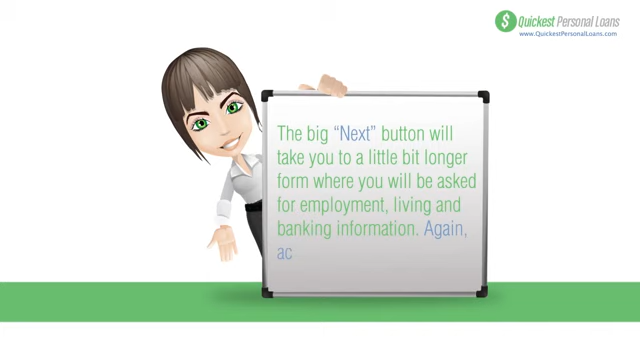 Quickest Personal Loans
www.QuickestPersonalLoans.com
The big “Next” button will
take you to a little bit longer
form where you will be asked
for employment, living and
banking information. Again,
ac